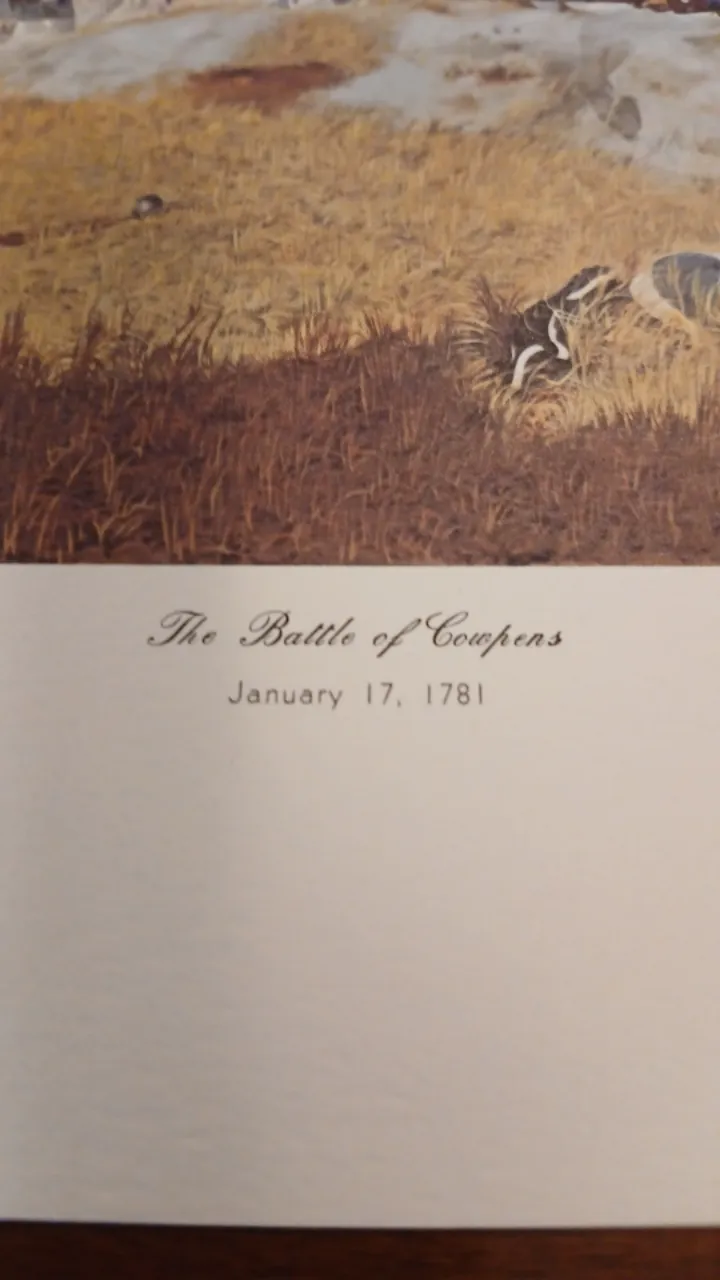 The Battle of Cowpens
January 17, 1781